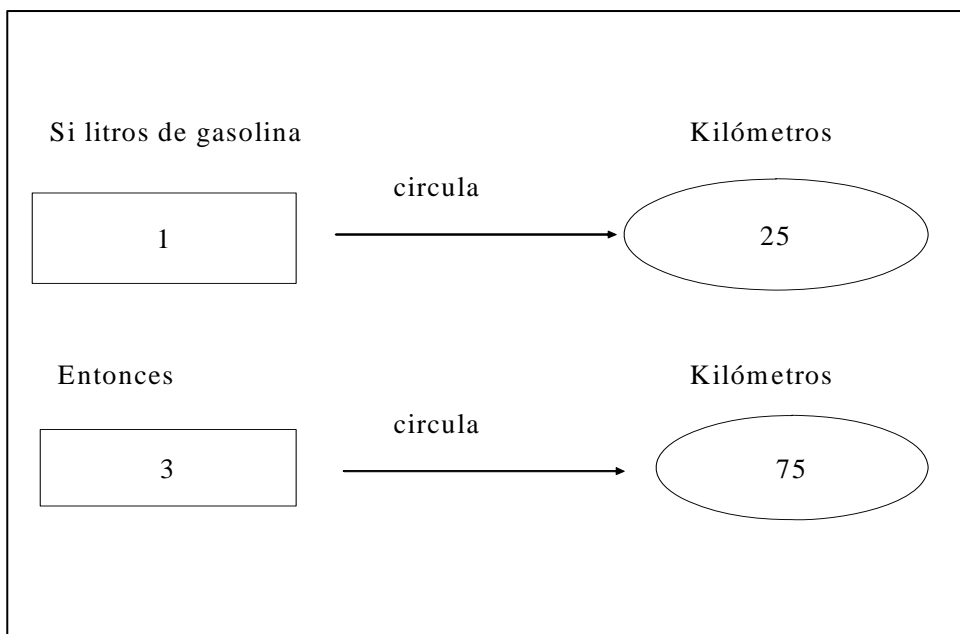 Si litros de gasolina
Kilómetros
circula
1
25
Entonces
Kilómetros
circula
3
75